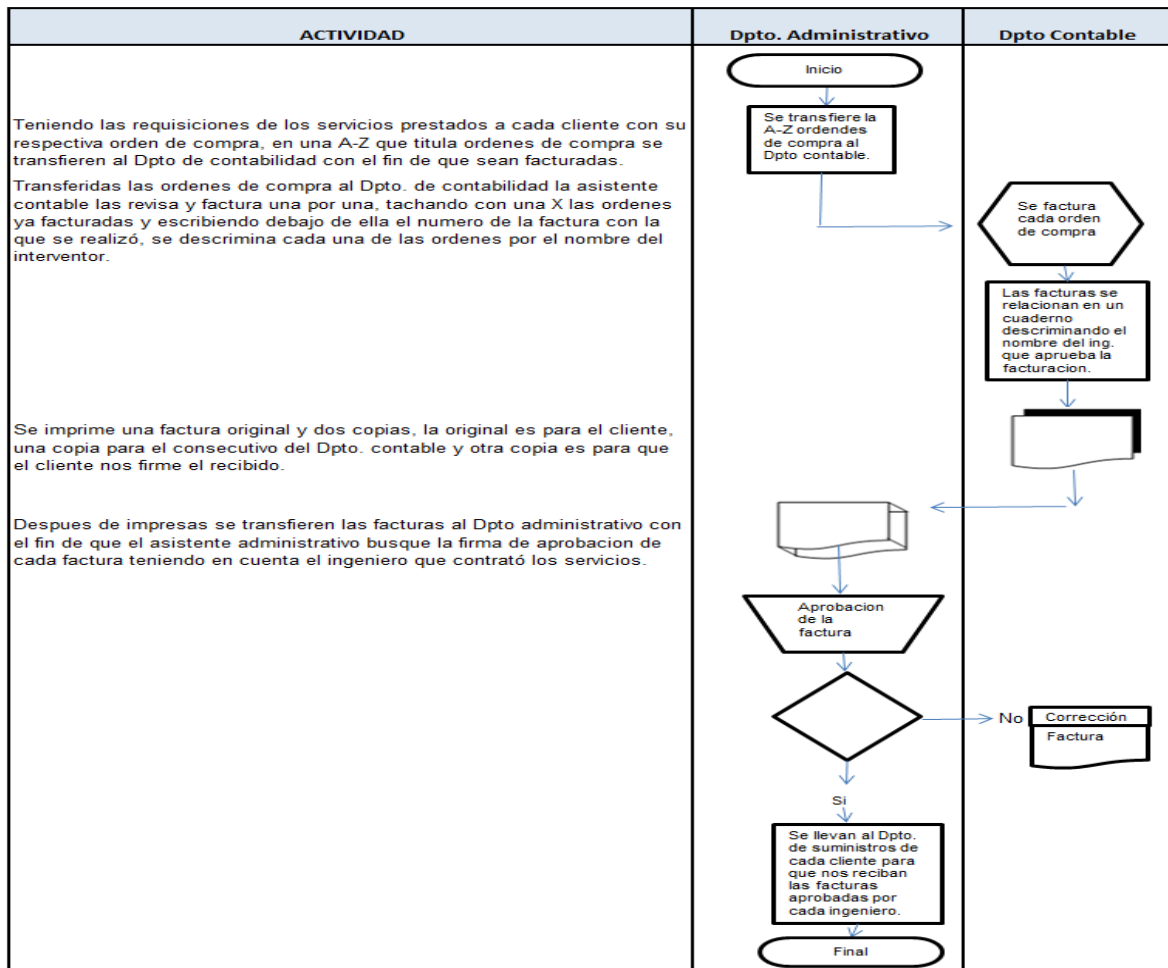 ACTIVIDAD
Dpto. Administrativo
Dpto Contable
Inicio
Se transfiere la
A-Z ordendes
de compra al
Dpto contable.
Teniendo las requisiciones de los servicios prestados a cada cliente con su
respectiva orden de compra, en una A-Z que titula ordenes de compra se
transfieren al Dpto de contabilidad con el fin de que sean facturadas.
Transferidas las ordenes de compra al Dpto. de contabilidad la asistente
contable las revisa y factura una por una, tachando con una X las ordenes
ya facturadas y escribiendo debajo de ella el numero de la factura con la
que se realizó, se descrimina cada una de las ordenes por el nombre del
interventor.
Se factura
cada orden
de compra
Las facturas se
relacionan en un
cuaderno
descriminando el
nombre del ing.
que aprueba la
facturacion.
Se imprime una factura original y dos copias, la original es para el cliente,
una copia para el consecutivo del Dpto. contable y otra copia es para que
el cliente nos firme el recibido.
Despues de impresas se transfieren las facturas al Dpto administrativo con
el fin de que el asistente administrativo busque la firma de aprobacion de
cada factura teniendo en cuenta el ingeniero que contrató los servicios.
Aprobacion
de la
factura
No
Corrección
Factura
Si
Se llevan al Dpto.
de suministros de
cada cliente para
que nos reciban
las facturas
aprobadas por
cada ingeniero.
Final